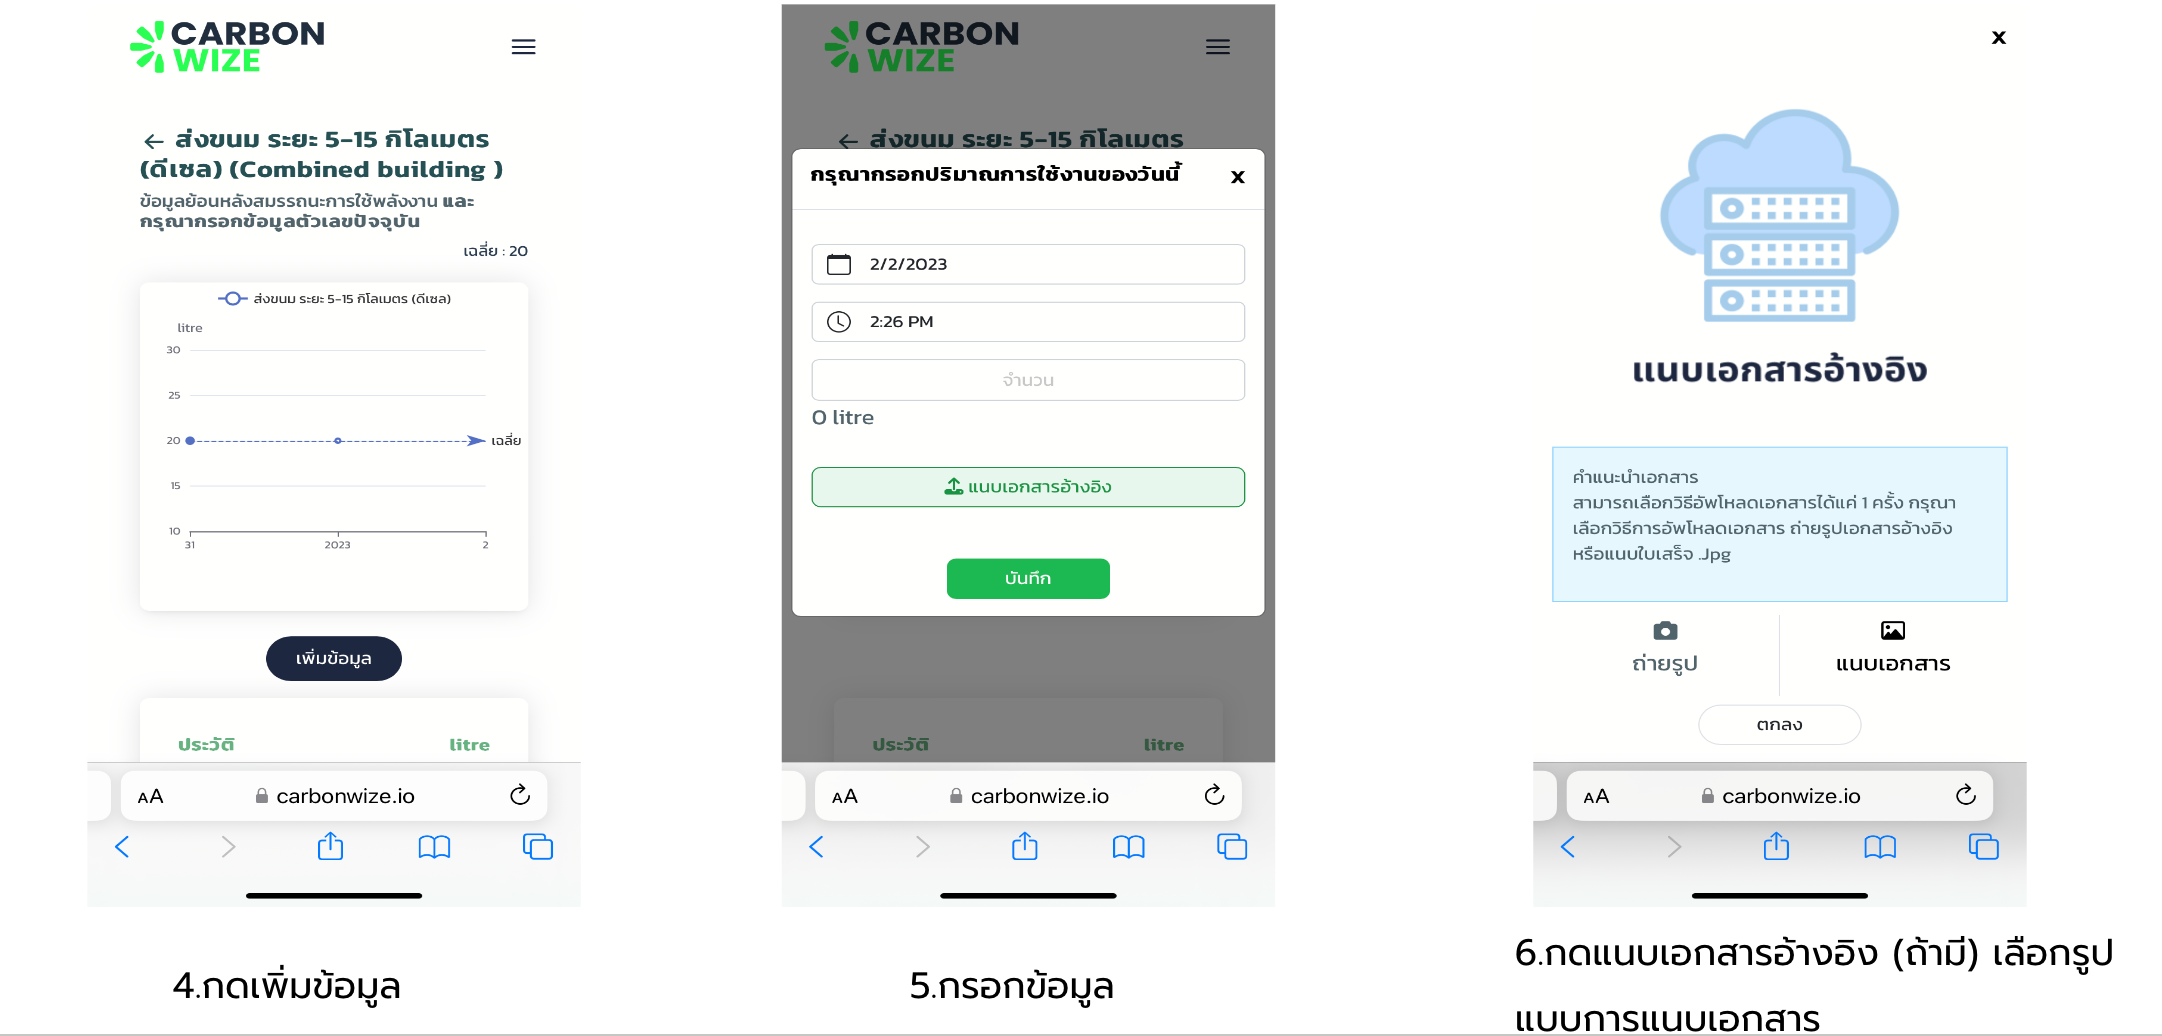 CARBON
WIZE
← ส่งขนม ระยะ 5-15 กิโลเมตร
(ดีเซล) (Combined building )
ข้อมูลย้อนหลังสมรรถนะการใช้พลังงาน และ
กรุณากรอกข้อมูลตัวเลขปัจจุบัน
เฉลี่ย : 20
ส่งขนม ระยะ 5-15 กิโลเมตร (ดีเซล)
litre
30
25
20
เฉลี่ย
15
10
31 2023 2
เพิ่มข้อมูล
ประวัติ litre
AA carbonwize.io
4.กดเพิ่มข้อมูล
CARBON
WIZE
← ส่งขนม ระยะ 5-15 กิโลเมตร
กรุณากรอกปริมาณการใช้งานของวันนี้ x
2/2/2023
2:26 PM
จำนวน
0 litre
แนบเอกสารอ้างอิง
บันทึก
ประวัติ litre
AA carbonwize.io
5.กรอกข้อมูล
x
แนบเอกสารอ้างอิง
คำแนะนำเอกสาร
สามารถเลือกวิธีอัพโหลดเอกสารได้แค่ 1 ครั้ง กรุณา
เลือกวิธีการอัพโหลดเอกสาร ถ่ายรูปเอกสารอ้างอิง
หรือแนบใบเสร็จ .Jpg
ถ่ายรูป แนบเอกสาร
ตกลง
AA carbonwize.io
6.กดแนบเอกสารอ้างอิง (ถ้ามี) เลือกรูป
แบบการแนบเอกสาร